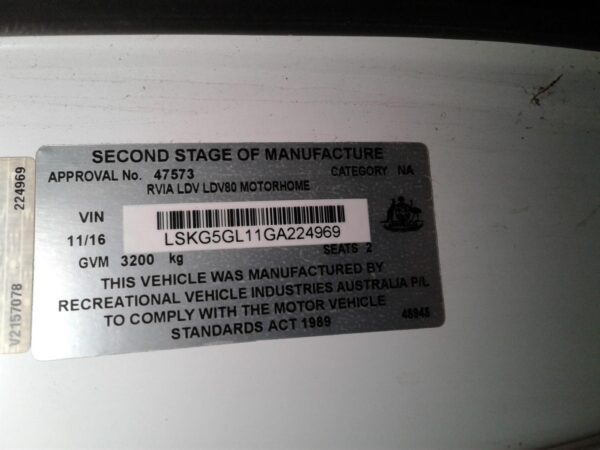 SECOND STAGE OF MANUFACTURE
APPROVAL No. 47573 CATEGORY NA
RVIA LDV LDV80 MOTORHOME
VIN
11/16 LSKG5GL11GA224969
GVM 3200 kg SEATS 2
THIS VEHICLE WAS MANUFACTURED BY
RECREATIONAL VEHICLE INDUSTRIES AUSTRALIA P/L
TO COMPLY WITH THE MOTOR VEHICLE
STANDARDS ACT 1989 48948
V2157078 224969